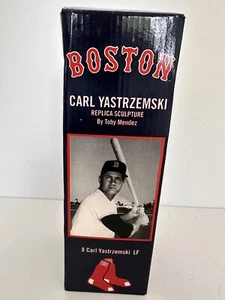 BOSTON
CARL YASTRZEMSKI
REPLICA SCULPTURE
By Toby Mendez
8 Carl Yastrzemski LF